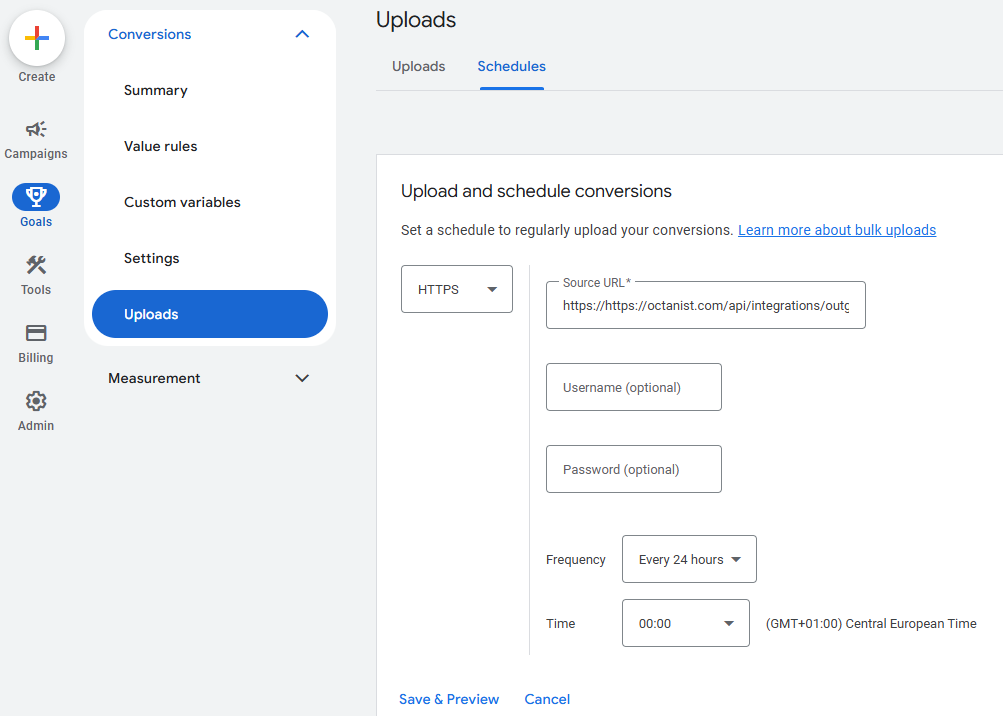 Create
Campaigns
Goals
Tools
Billing
Admin
Conversions
Summary
Value rules
Custom variables
Settings
Uploads
Measurement
Uploads
Uploads
Schedules
Upload and schedule conversions
Set a schedule to regularly upload your conversions. Learn more about bulk uploads
HTTPS
Source URL*
https://https://octanist.com/api/integrations/outg
Username (optional)
Password (optional)
Frequency
Every 24 hours
Time
00:00
(GMT+01:00) Central European Time
Save & Preview
Cancel